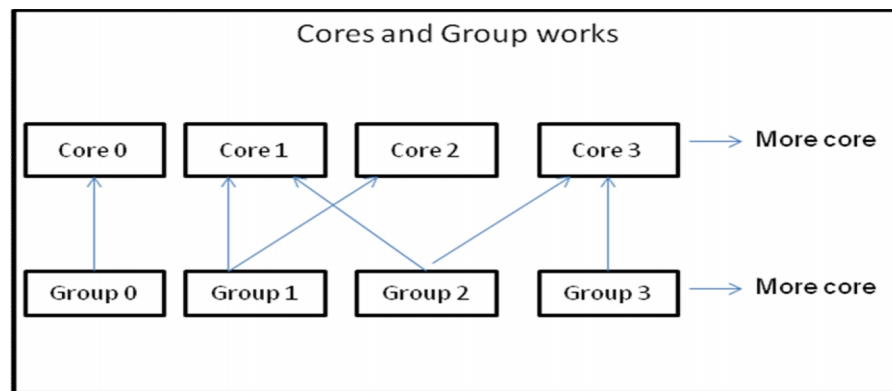 Cores and Group works
Core 0
Core 1
Core 2
Core 3
More core
Group 0
Group 1
Group 2
Group 3
More core